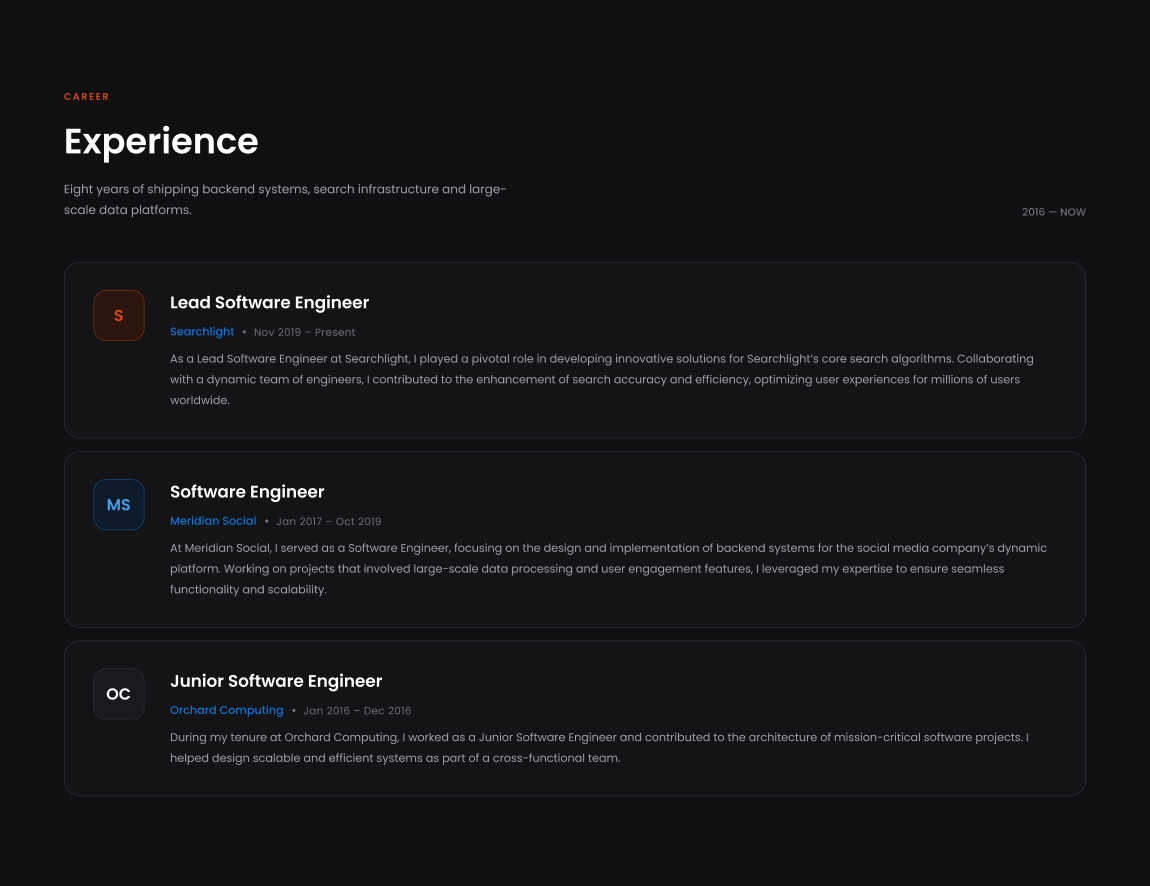 CAREER
Experience
Eight years of shipping backend systems, search infrastructure and large-
scale data platforms.
2016 — NOW
S
Lead Software Engineer
Searchlight • Nov 2019 – Present
As a Lead Software Engineer at Searchlight, I played a pivotal role in developing innovative solutions for Searchlight’s core search algorithms. Collaborating
with a dynamic team of engineers, I contributed to the enhancement of search accuracy and efficiency, optimizing user experiences for millions of users
worldwide.
MS
Software Engineer
Meridian Social • Jan 2017 – Oct 2019
At Meridian Social, I served as a Software Engineer, focusing on the design and implementation of backend systems for the social media company’s dynamic
platform. Working on projects that involved large-scale data processing and user engagement features, I leveraged my expertise to ensure seamless
functionality and scalability.
OC
Junior Software Engineer
Orchard Computing • Jan 2016 – Dec 2016
During my tenure at Orchard Computing, I worked as a Junior Software Engineer and contributed to the architecture of mission-critical software projects. I
helped design scalable and efficient systems as part of a cross-functional team.